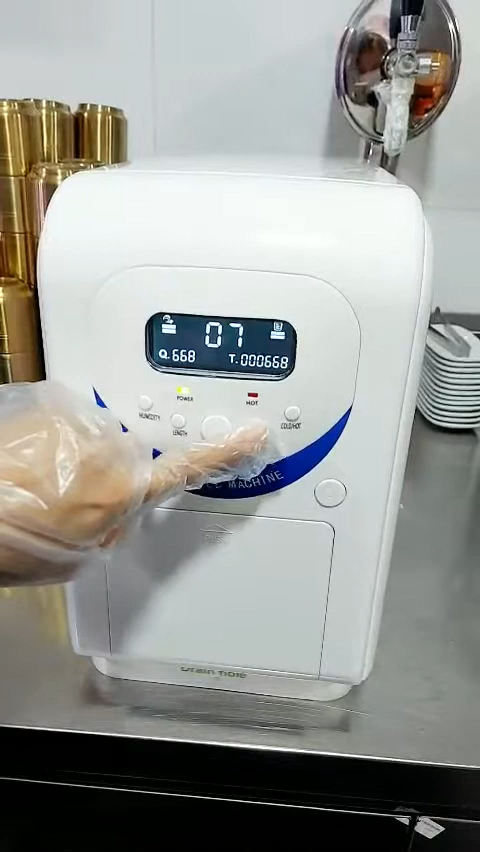 07
Q.668
T.000668
POWER
HOT
HUMIDITY
LENGTH
COLD/HOT
MACHINE
Drain hole